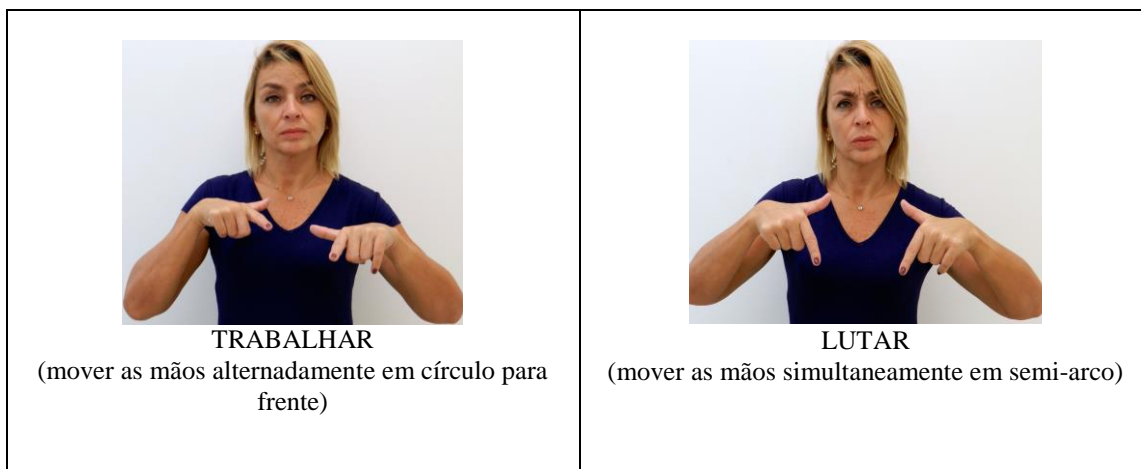 TRABALHAR
(mover as mãos alternadamente em círculo para
frente)
LUTAR
(mover as mãos simultaneamente em semi-arco)